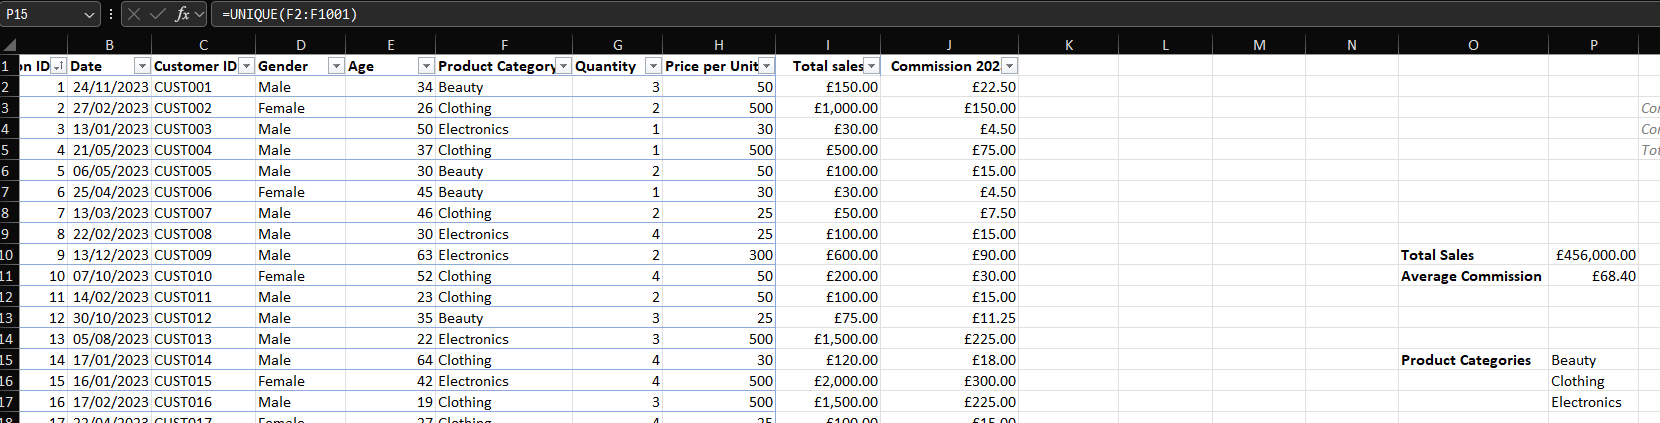 P15 fx =UNIQUE(F2:F1001)
B C D E F G H I J K L M N O P
1 n ID Date Customer ID Gender Age Product Category Quantity Price per Unit Total sales Commission 202
2 1 24/11/2023 CUST001 Male 34 Beauty 3 50 £150.00 £22.50
3 2 27/02/2023 CUST002 Female 26 Clothing 2 500 £1,000.00 £150.00 Cor
4 3 13/01/2023 CUST003 Male 50 Electronics 1 30 £30.00 £4.50 Cor
5 4 21/05/2023 CUST004 Male 37 Clothing 1 500 £500.00 £75.00 Tot
6 5 06/05/2023 CUST005 Male 30 Beauty 2 50 £100.00 £15.00
7 6 25/04/2023 CUST006 Female 45 Beauty 1 30 £30.00 £4.50
8 7 13/03/2023 CUST007 Male 46 Clothing 2 25 £50.00 £7.50
9 8 22/02/2023 CUST008 Male 30 Electronics 4 25 £100.00 £15.00
10 9 13/12/2023 CUST009 Male 63 Electronics 2 300 £600.00 £90.00 Total Sales £456,000.00
11 10 07/10/2023 CUST010 Female 52 Clothing 4 50 £200.00 £30.00 Average Commission £68.40
12 11 14/02/2023 CUST011 Male 23 Clothing 2 50 £100.00 £15.00
13 12 30/10/2023 CUST012 Male 35 Beauty 3 25 £75.00 £11.25
14 13 05/08/2023 CUST013 Male 22 Electronics 3 500 £1,500.00 £225.00
15 14 17/01/2023 CUST014 Male 64 Clothing 4 30 £120.00 £18.00 Product Categories Beauty
16 15 16/01/2023 CUST015 Female 42 Electronics 4 500 £2,000.00 £300.00 Clothing
17 16 17/02/2023 CUST016 Male 19 Clothing 3 500 £1,500.00 £225.00 Electronics
18 17 22/04/2023 CUST017 Female 27 Clothing 4 25 £100.00 £15.00